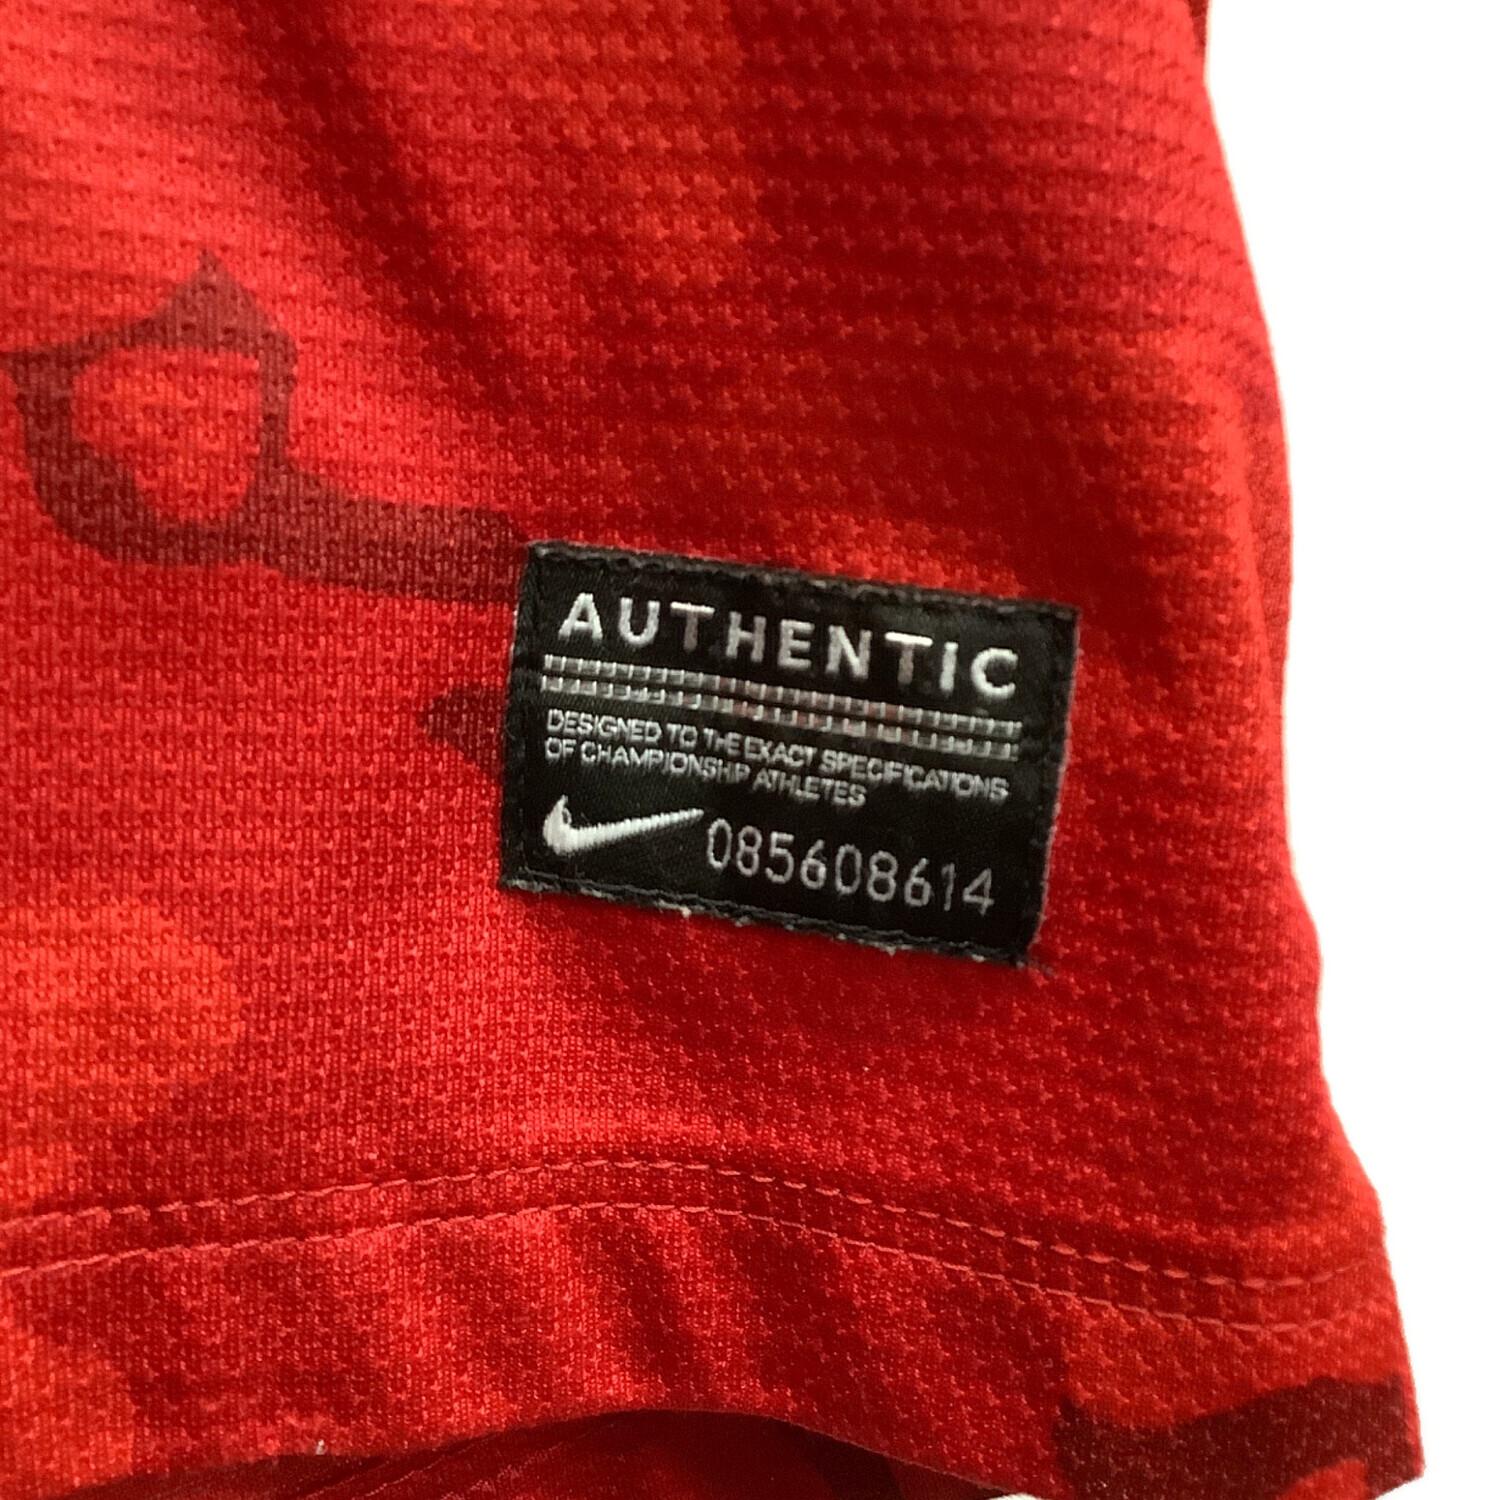 AUTHENTIC
DESIGNED TO THE EXACT SPECIFICATIONS
OF CHAMPIONSHIP ATHLETES
085608614